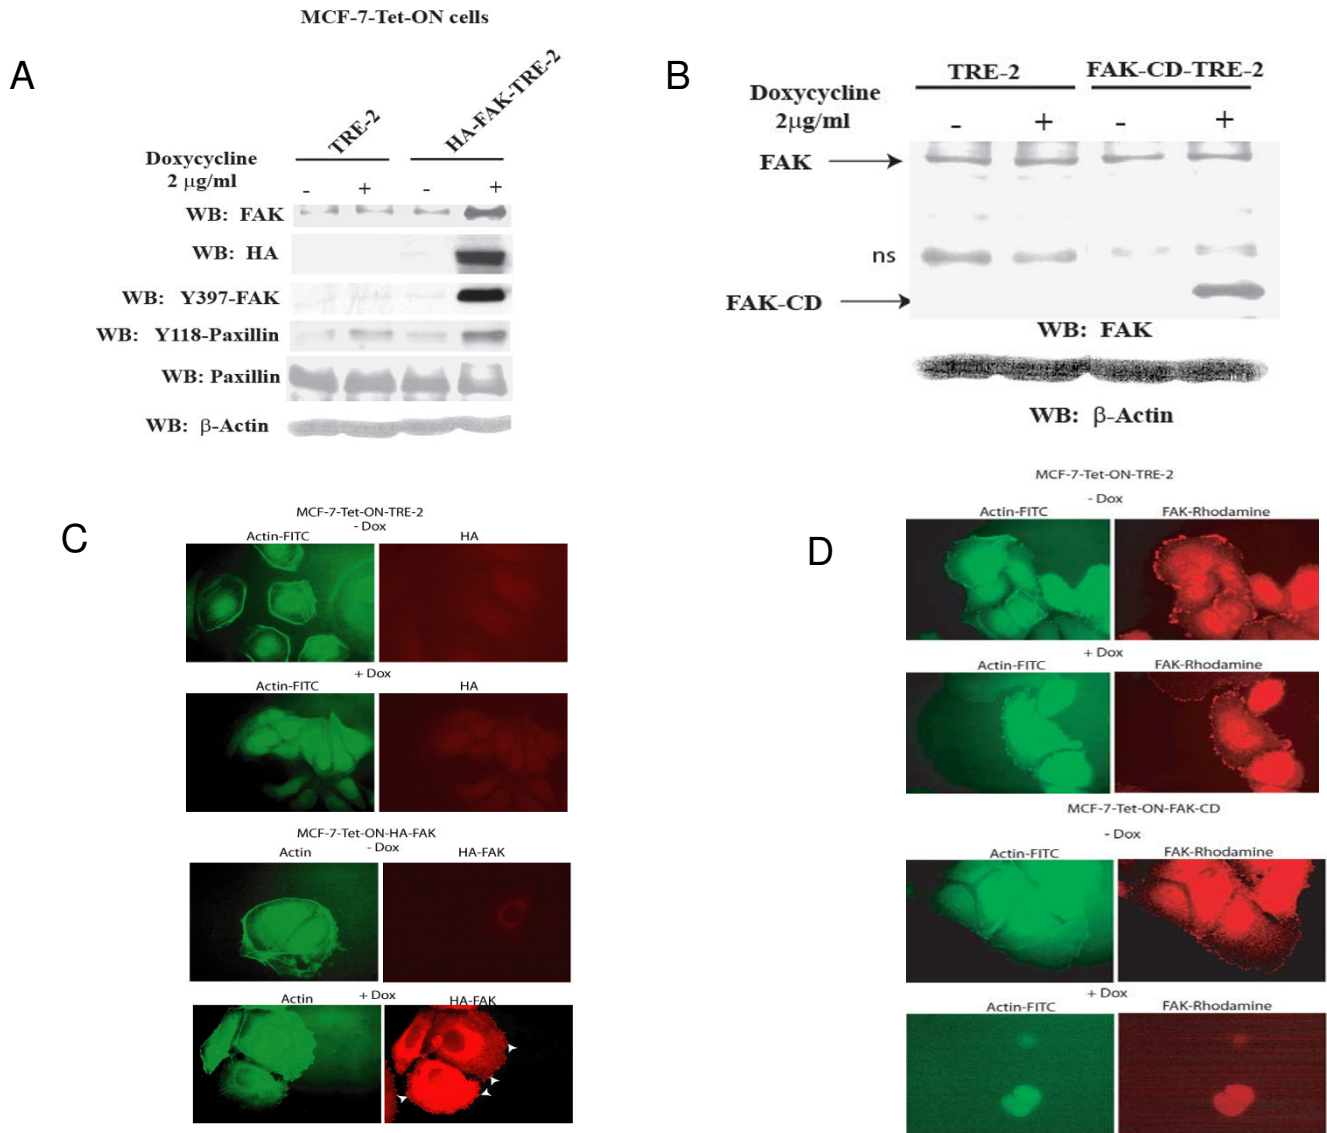 MCF-7-Tet-ON cells
A
TRE-2
HA-FAK-TRE-2
Doxycycline
2 µg/ml
- + - +
WB: FAK
WB: HA
WB: Y397-FAK
WB: Y118-Paxillin
WB: Paxillin
WB: β-Actin
B
TRE-2 FAK-CD-TRE-2
Doxycycline
2µg/ml
- + - +
FAK
ns
FAK-CD
WB: FAK
WB: β-Actin
C
MCF-7-Tet-ON-TRE-2
- Dox
Actin-FITC HA
+ Dox
Actin-FITC HA
MCF-7-Tet-ON-HA-FAK
- Dox
Actin HA-FAK
+ Dox
Actin HA-FAK
D
MCF-7-Tet-ON-TRE-2
- Dox
Actin-FITC FAK-Rhodamine
+ Dox
Actin-FITC FAK-Rhodamine
MCF-7-Tet-ON-FAK-CD
- Dox
Actin-FITC FAK-Rhodamine
+ Dox
Actin-FITC FAK-Rhodamine